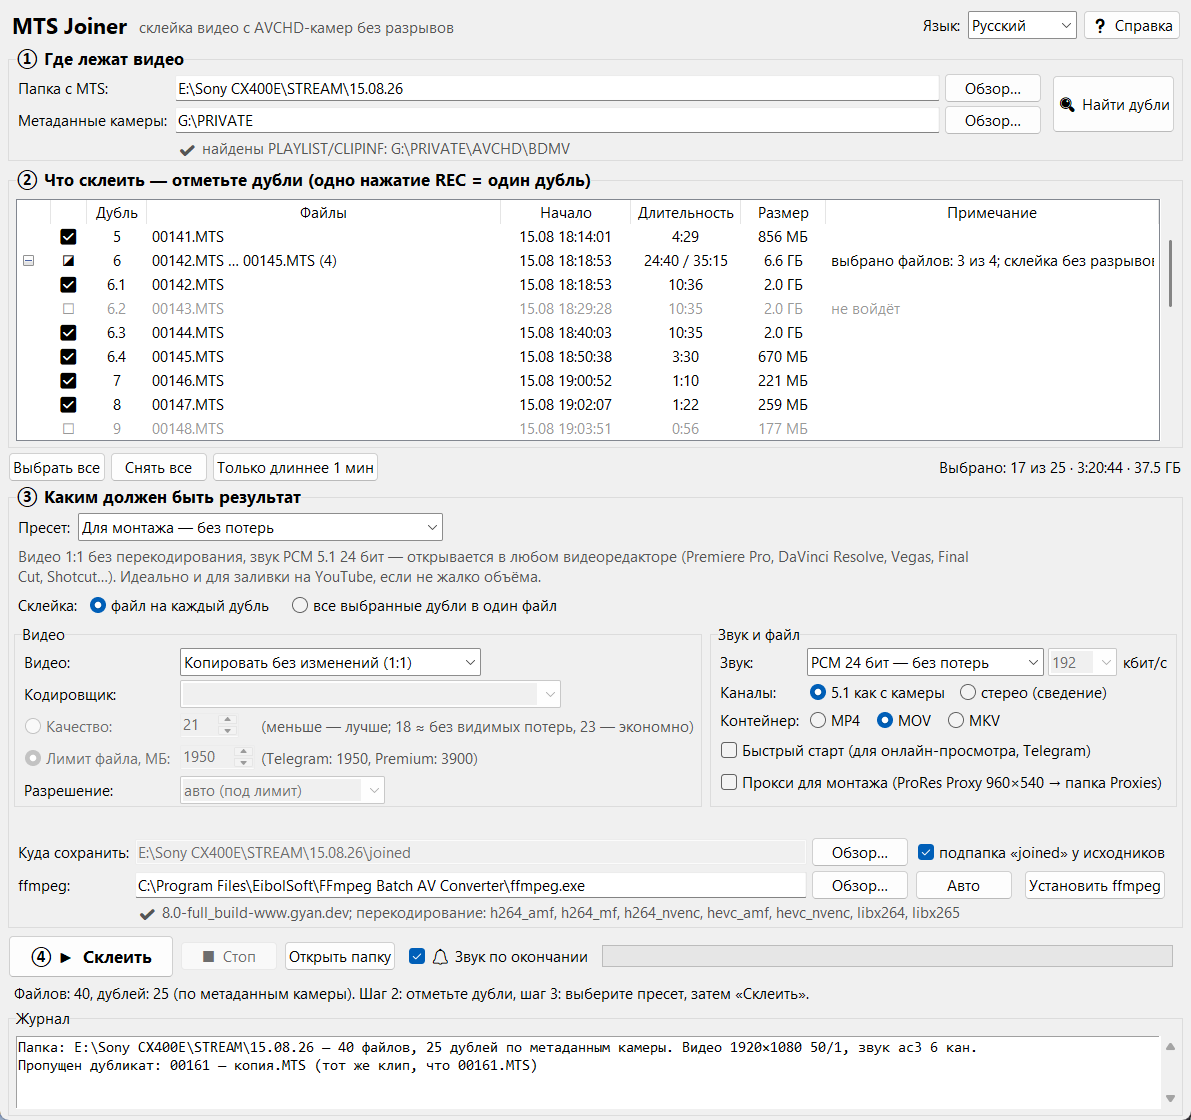 MTS Joiner склейка видео с AVCHD-камер без разрывов Язык: Русский ? Справка
① Где лежат видео
Папка с MTS: E:\Sony CX400E\STREAM\15.08.26 Обзор... Найти дубли
Метаданные камеры: G:\PRIVATE Обзор...
✔ найдены PLAYLIST/CLIPINF: G:\PRIVATE\AVCHD\BDMV
② Что склеить — отметьте дубли (одно нажатие REC = один дубль)
Дубль Файлы Начало Длительность Размер Примечание
5 00141.MTS 15.08 18:14:01 4:29 856 МБ
6 00142.MTS ... 00145.MTS (4) 15.08 18:18:53 24:40 / 35:15 6.6 ГБ выбрано файлов: 3 из 4; склейка без разрывов
6.1 00142.MTS 15.08 18:18:53 10:36 2.0 ГБ
6.2 00143.MTS 15.08 18:29:28 10:35 2.0 ГБ не войдёт
6.3 00144.MTS 15.08 18:40:03 10:35 2.0 ГБ
6.4 00145.MTS 15.08 18:50:38 3:30 670 МБ
7 00146.MTS 15.08 19:00:52 1:10 221 МБ
8 00147.MTS 15.08 19:02:07 1:22 259 МБ
9 00148.MTS 15.08 19:03:51 0:56 177 МБ
Выбрать все Снять все Только длиннее 1 мин Выбрано: 17 из 25 · 3:20:44 · 37.5 ГБ
③ Каким должен быть результат
Пресет: Для монтажа — без потерь
Видео 1:1 без перекодирования, звук PCM 5.1 24 бит — открывается в любом видеоредакторе (Premiere Pro, DaVinci Resolve, Vegas, Final
Cut, Shotcut...). Идеально и для заливки на YouTube, если не жалко объёма.
Склейка: файл на каждый дубль все выбранные дубли в один файл
Видео
Видео: Копировать без изменений (1:1)
Кодировщик:
Качество: 21 (меньше — лучше; 18 ≈ без видимых потерь, 23 — экономно)
Лимит файла, МБ: 1950 (Telegram: 1950, Premium: 3900)
Разрешение: авто (под лимит)
Звук и файл
Звук: PCM 24 бит — без потерь 192 кбит/с
Каналы: 5.1 как с камеры стерео (сведение)
Контейнер: MP4 MOV MKV
Быстрый старт (для онлайн-просмотра, Telegram)
Прокси для монтажа (ProRes Proxy 960×540 → папка Proxies)
Куда сохранить: E:\Sony CX400E\STREAM\15.08.26\joined Обзор... подпапка «joined» у исходников
ffmpeg: C:\Program Files\EibolSoft\FFmpeg Batch AV Converter\ffmpeg.exe Обзор... Авто Установить ffmpeg
✔ 8.0-full_build-www.gyan.dev; перекодирование: h264_amf, h264_mf, h264_nvenc, hevc_amf, hevc_nvenc, libx264, libx265
④ ► Склеить ■ Стоп Открыть папку Звук по окончании
Файлов: 40, дублей: 25 (по метаданным камеры). Шаг 2: отметьте дубли, шаг 3: выберите пресет, затем «Склеить».
Журнал
Папка: E:\Sony CX400E\STREAM\15.08.26 — 40 файлов, 25 дублей по метаданным камеры. Видео 1920×1080 50/1, звук ac3 6 кан.
Пропущен дубликат: 00161 — копия.MTS (тот же клип, что 00161.MTS)